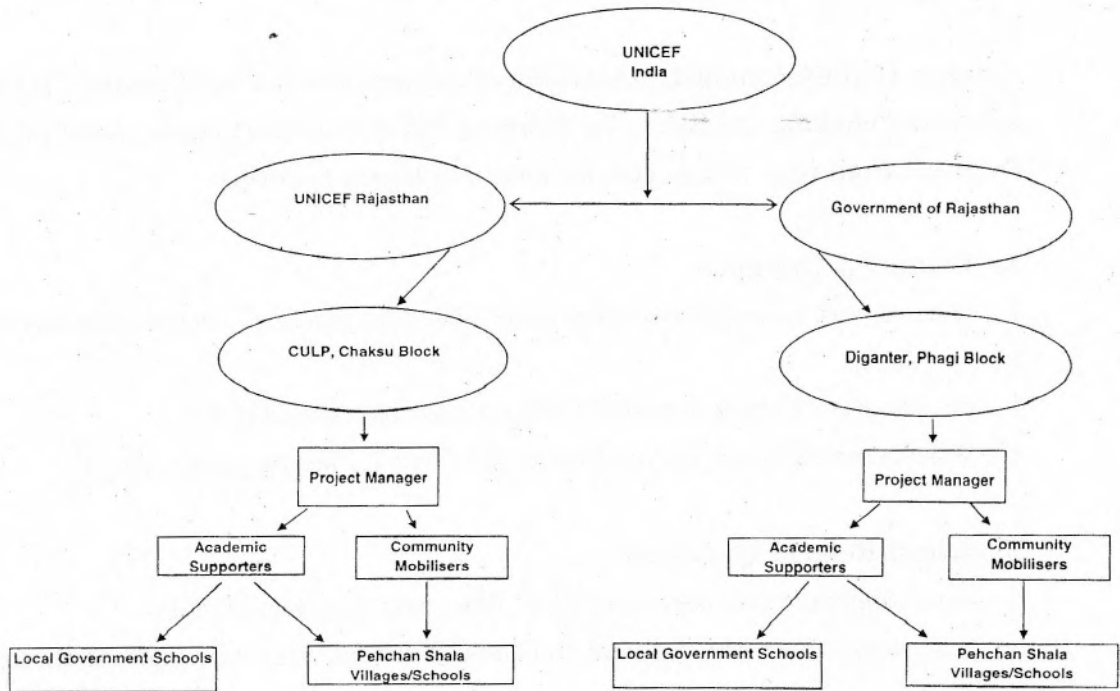 UNICEF
India
UNICEF Rajasthan
Government of Rajasthan
CULP, Chaksu Block
Diganter, Phagi Block
Project Manager
Project Manager
Academic
Supporters
Community
Mobilisers
Academic
Supporters
Community
Mobilisers
Local Government Schools
Pehchan Shala
Villages/Schools
Local Government Schools
Pehchan Shala
Villages/Schools